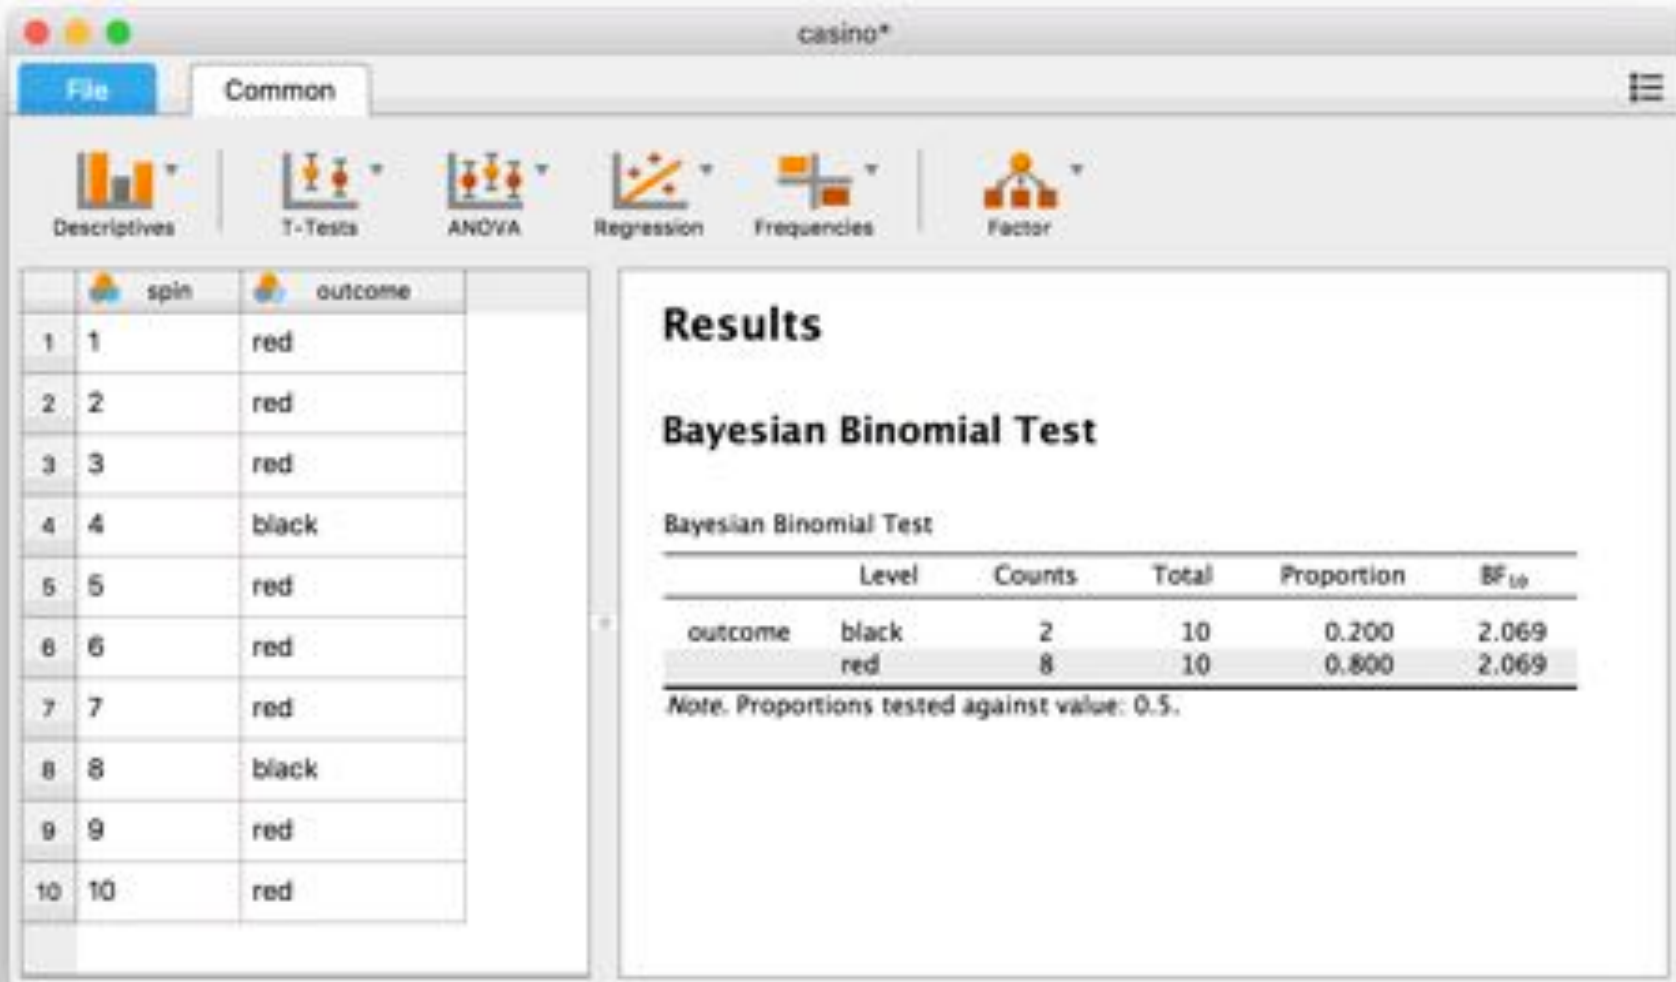 casino*
File Common
Descriptives T-Tests ANOVA Regression Frequencies Factor
spin outcome
1 1 red
2 2 red
3 3 red
4 4 black
5 5 red
6 6 red
7 7 red
8 8 black
9 9 red
10 10 red
Results
Bayesian Binomial Test
Bayesian Binomial Test
Level Counts Total Proportion BF₁₀
outcome black 2 10 0.200 2.069
red 8 10 0.800 2.069
Note. Proportions tested against value: 0.5.